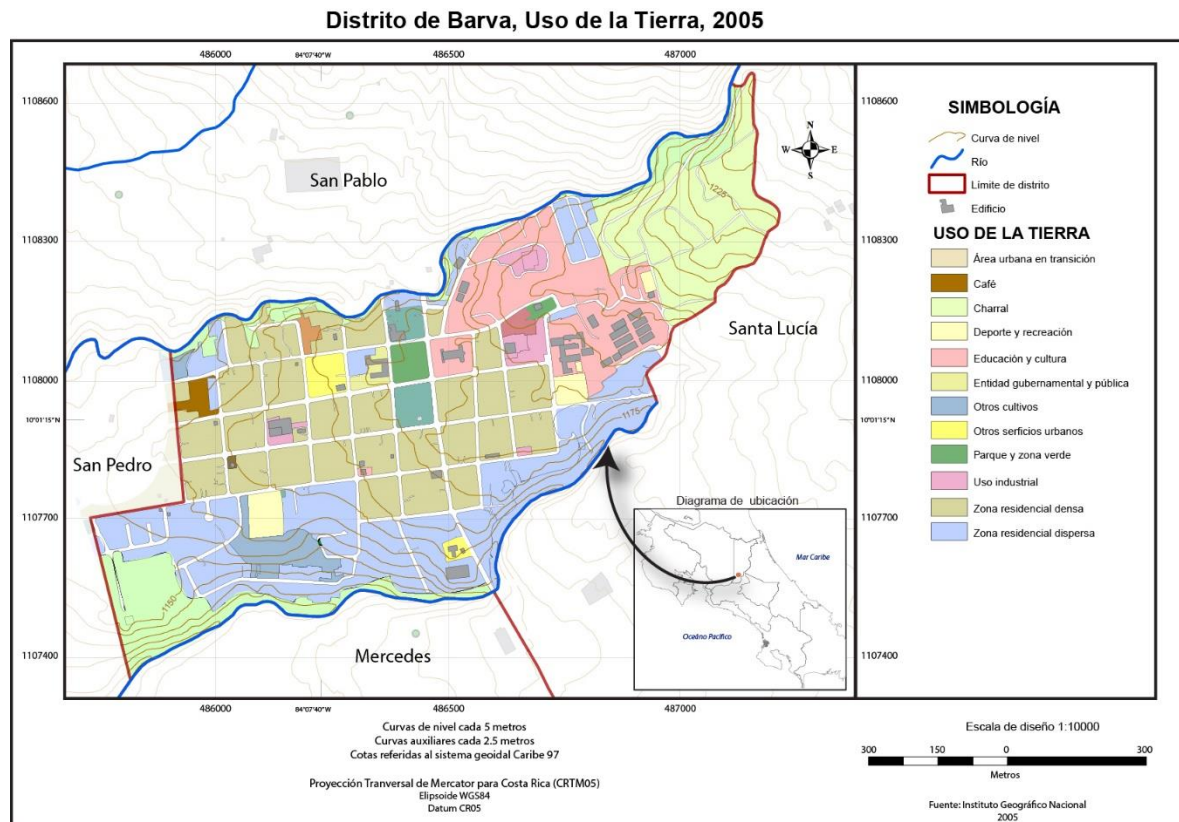 Distrito de Barva, Uso de la Tierra, 2005
486000
84°07'40"W
486500
487000
1108600
1108600
San Pablo
N
W E
S
1225
1108300
1108300
Santa Lucía
1108000
1108000
10°01'15"N
10°01'15"N
1175
San Pedro
1107700
1107700
1150
Mercedes
1107400
1107400
Diagrama de ubicación
Mar Caribe
Oceáno Pacífico
486000
84°07'40"W
486500
487000
SIMBOLOGÍA
Curva de nivel
Río
Límite de distrito
Edificio
USO DE LA TIERRA
Área urbana en transición
Café
Charral
Deporte y recreación
Educación y cultura
Entidad gubernamental y pública
Otros cultivos
Otros serficios urbanos
Parque y zona verde
Uso industrial
Zona residencial densa
Zona residencial dispersa
Curvas de nivel cada 5 metros
Curvas auxiliares cada 2.5 metros
Cotas referidas al sistema geoidal Caribe 97
Proyección Tranversal de Mercator para Costa Rica (CRTM05)
Elipsoide WGS84
Datum CR05
Escala de diseño 1:10000
300 150 0 300
Metros
Fuente: Instituto Geográfico Nacional
2005